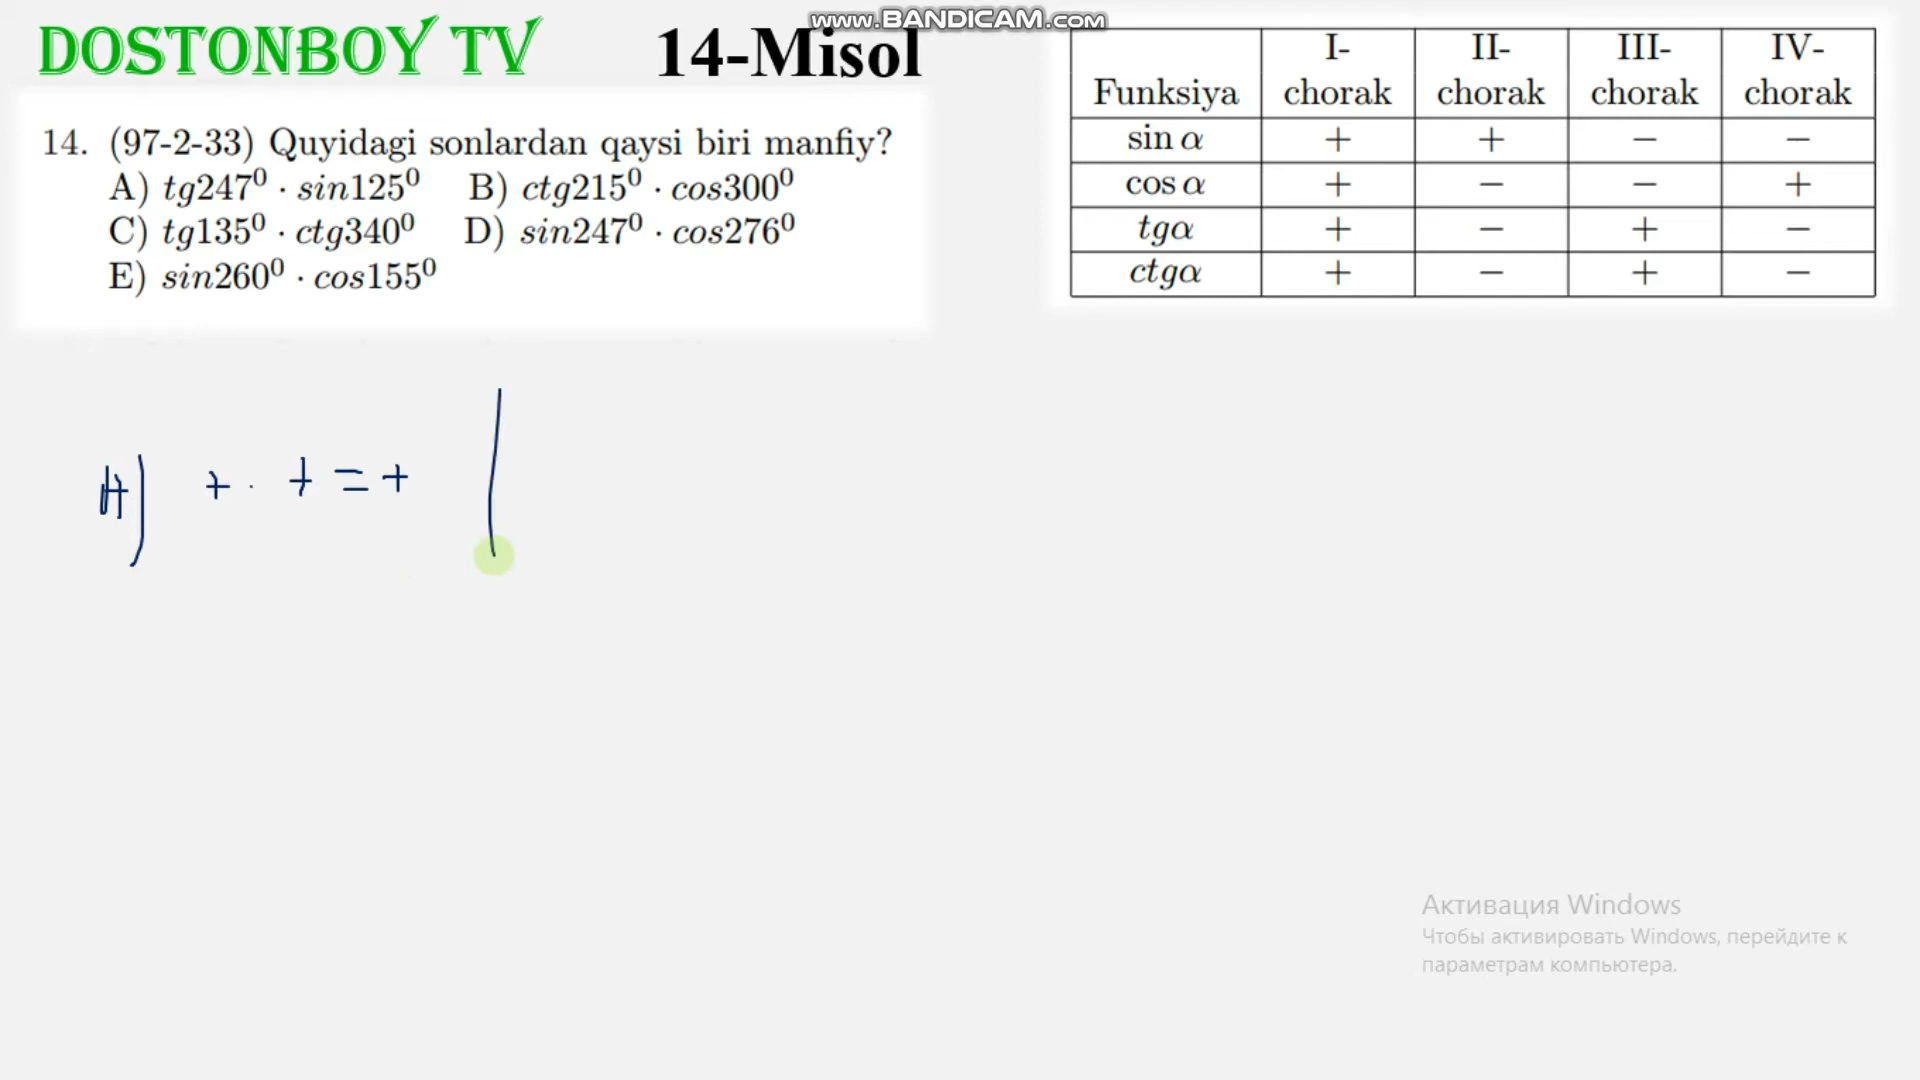 www.BANDICAM.com
DOSTONBOY TV
14-Misol
14. (97-2-33) Quyidagi sonlardan qaysi biri manfiy?
A) tg247⁰ · sin125⁰ B) ctg215⁰ · cos300⁰
C) tg135⁰ · ctg340⁰ D) sin247⁰ · cos276⁰
E) sin260⁰ · cos155⁰
Funksiya I-chorak II-chorak III-chorak IV-chorak
sin α + + − −
cos α + − − +
tgα + − + −
ctgα + − + −
A) + · + = +
Активация Windows
Чтобы активировать Windows, перейдите к
параметрам компьютера.